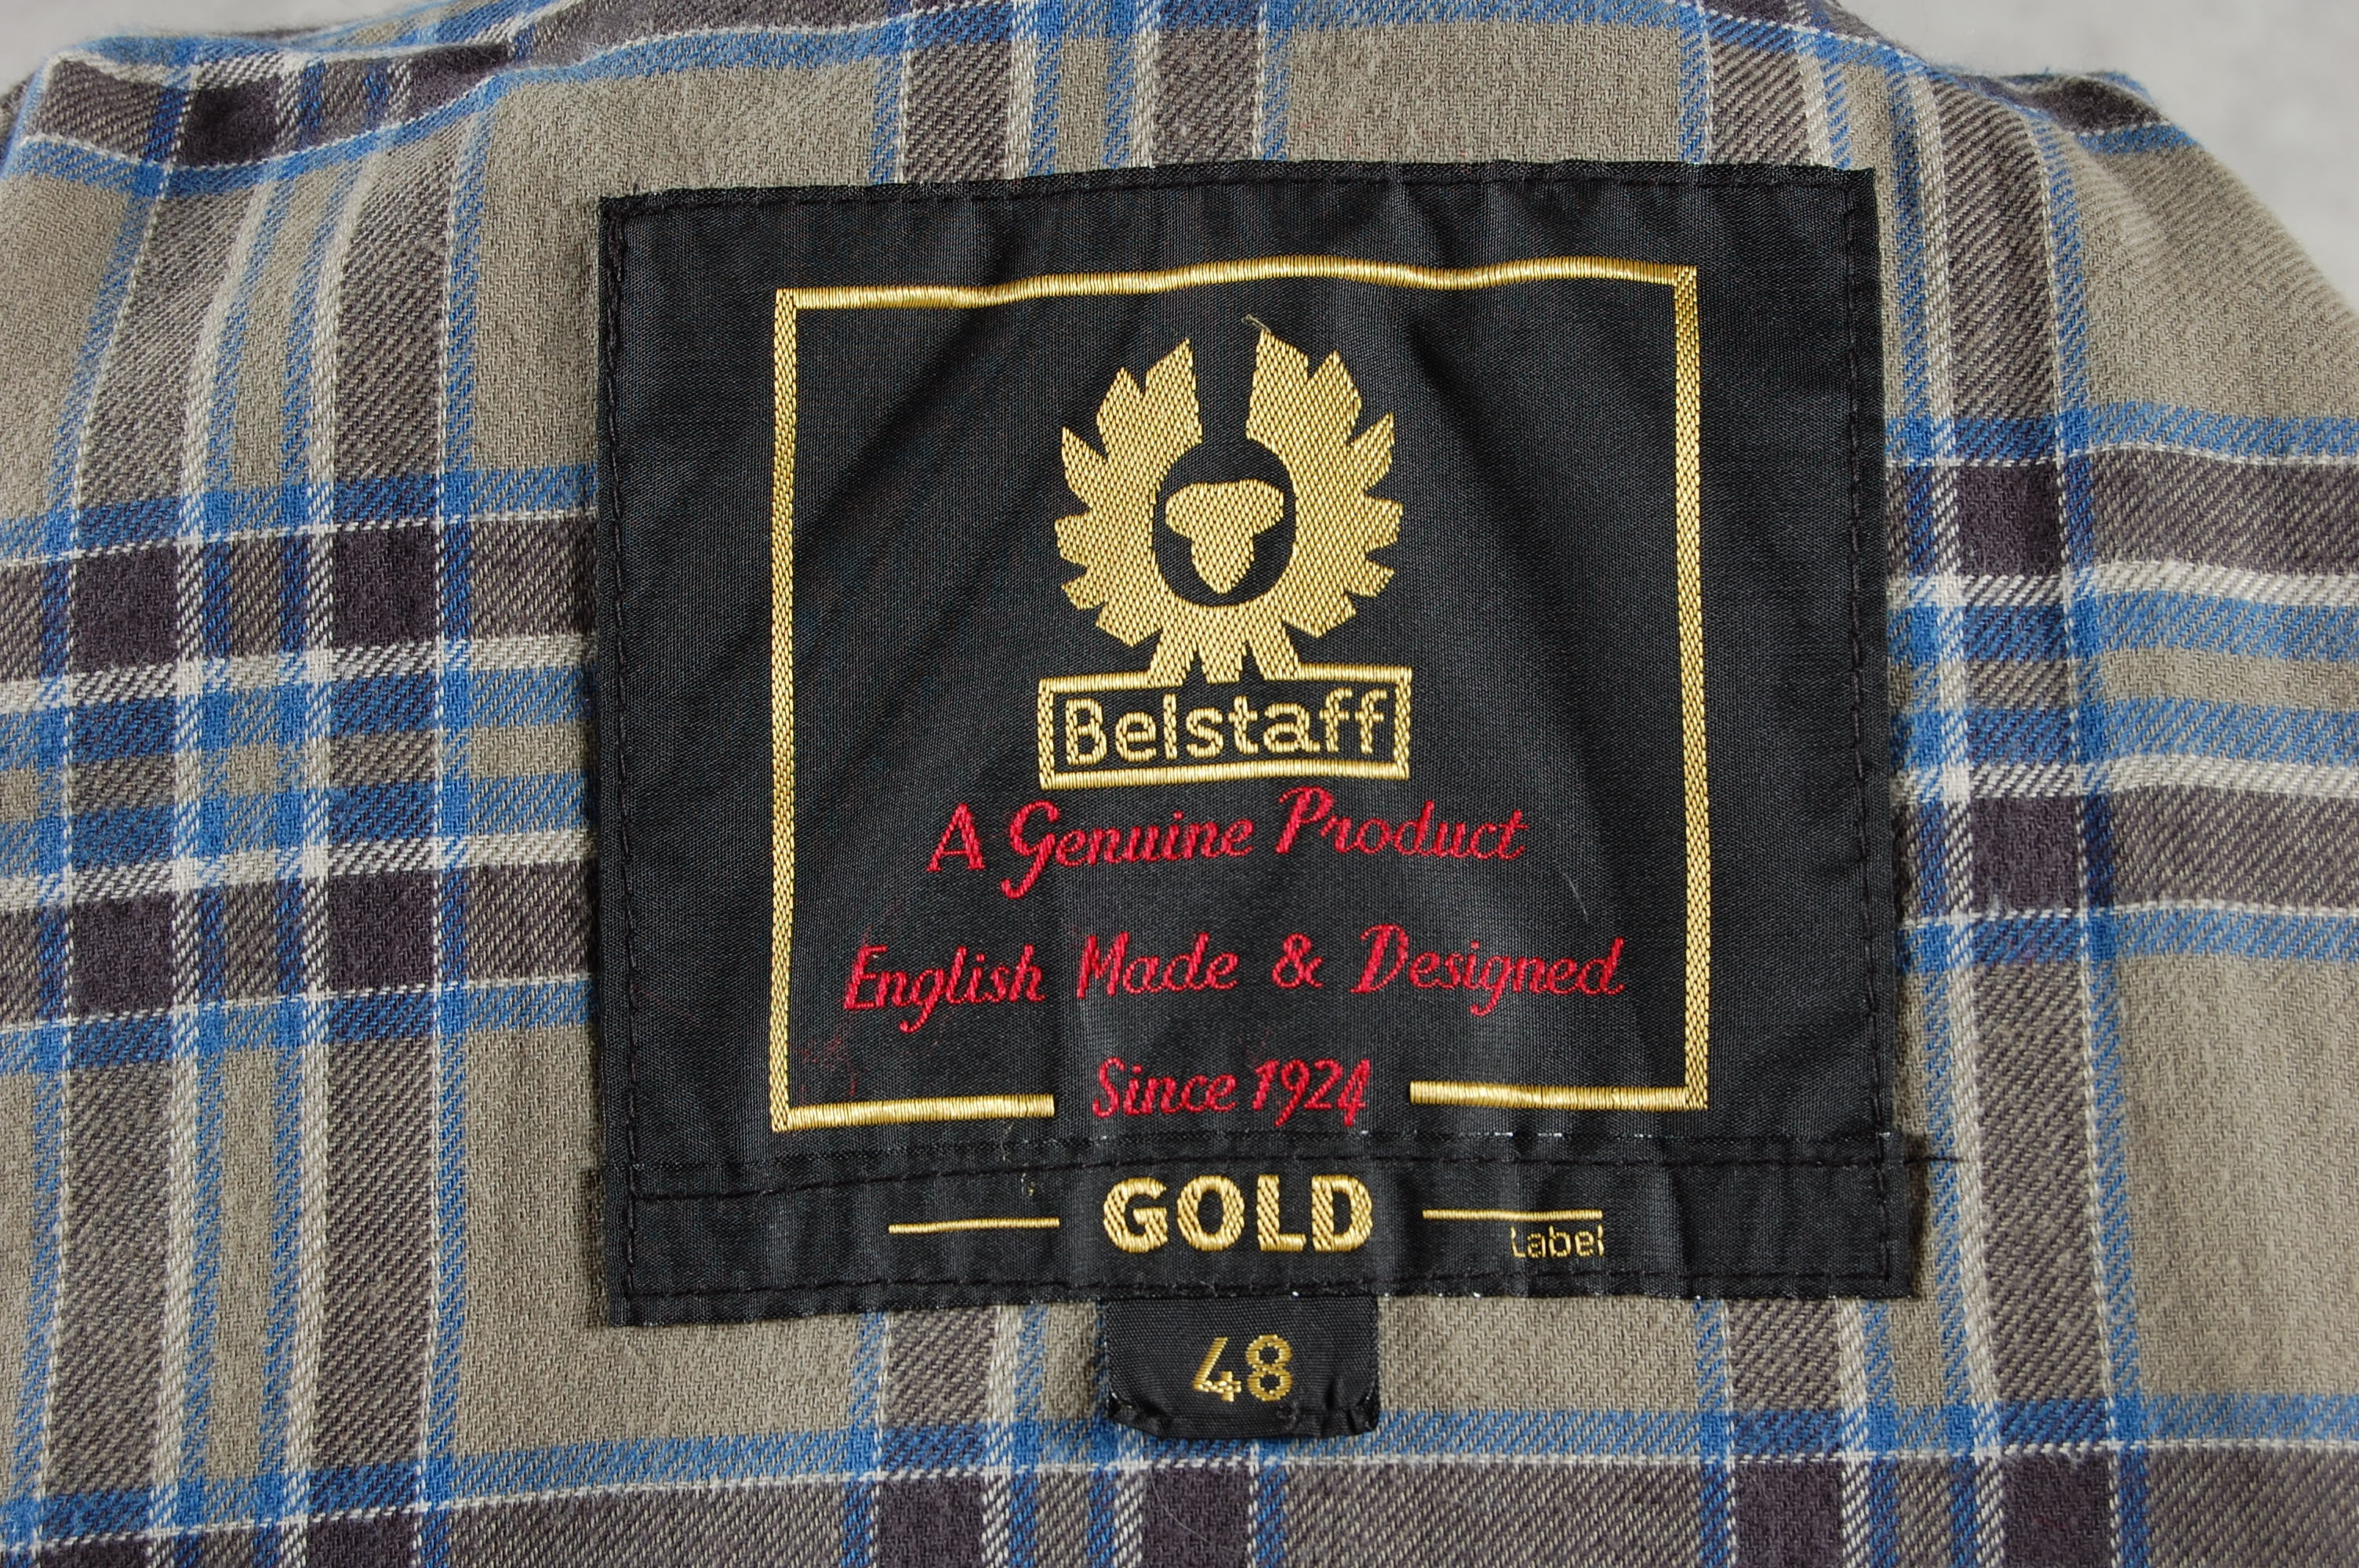 Belstaff
A Genuine Product
English Made & Designed
Since 1924
GOLD
Label
48